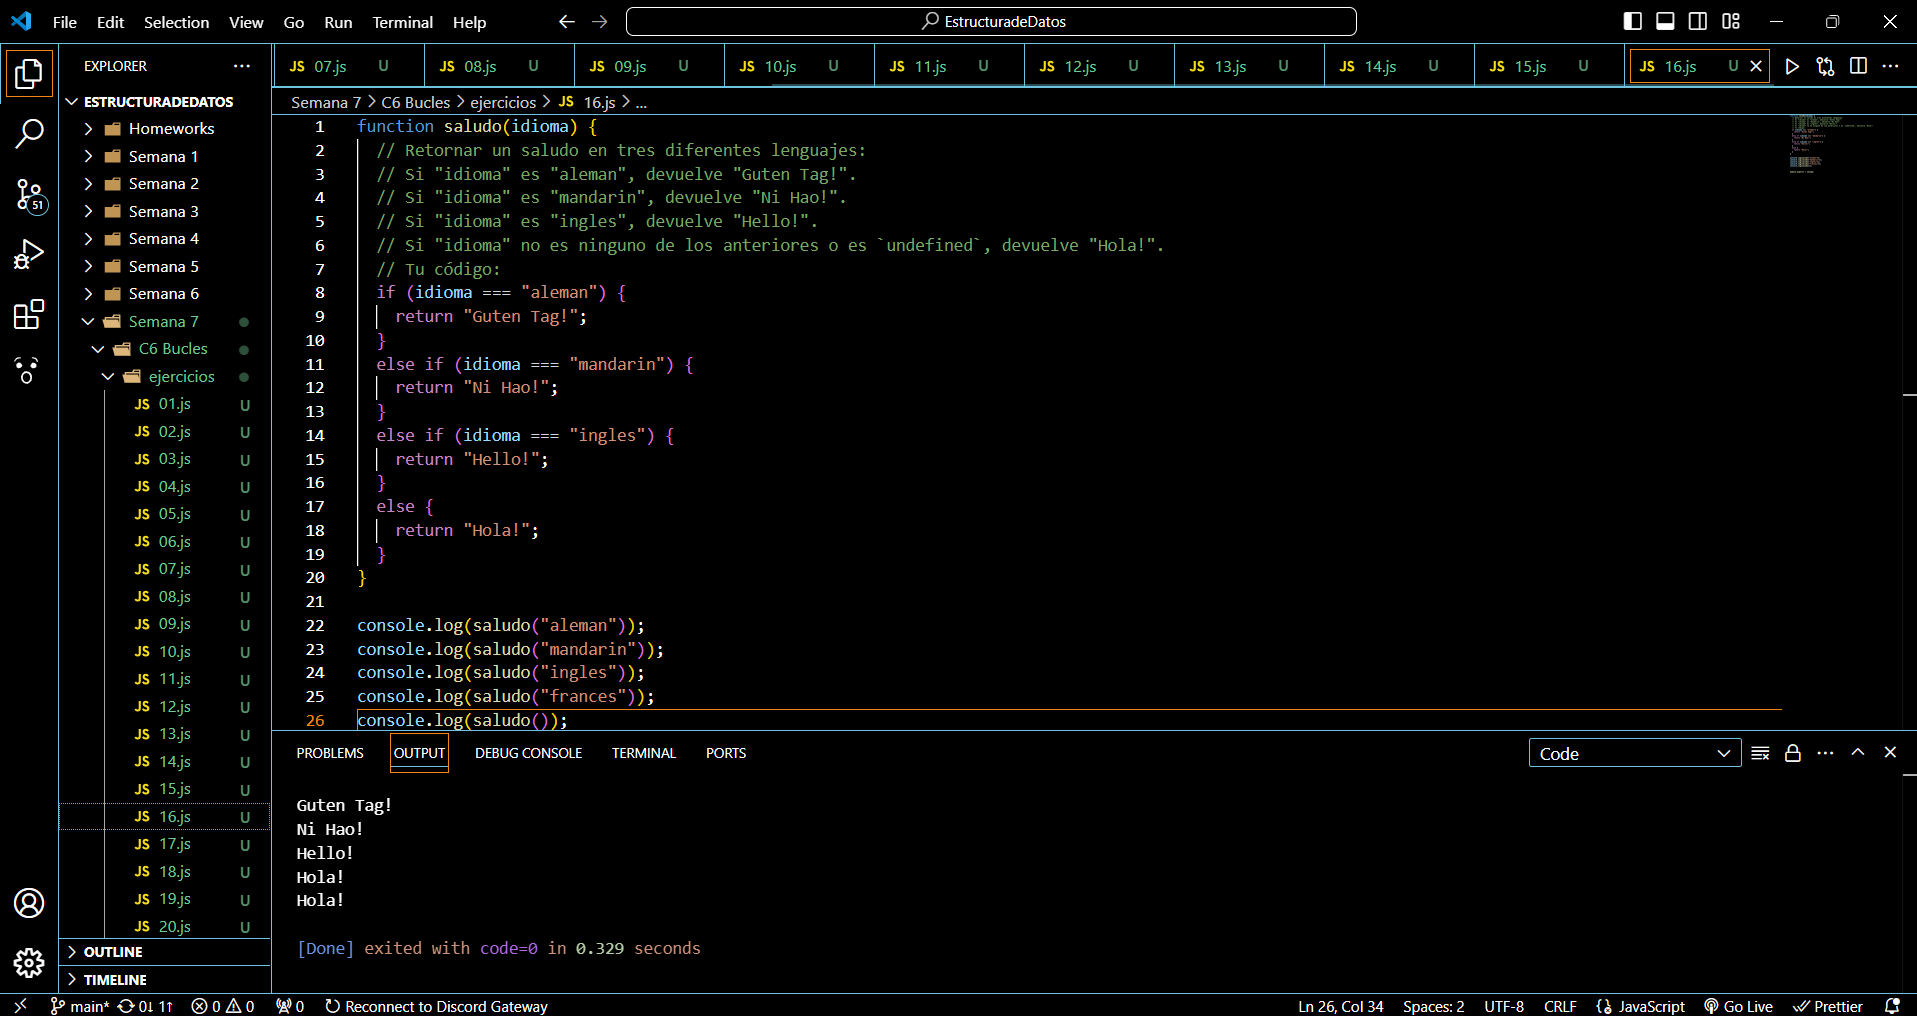 File Edit Selection View Go Run Terminal Help
EstructuradeDatos
EXPLORER
JS 07.js U
JS 08.js U
JS 09.js U
JS 10.js U
JS 11.js U
JS 12.js U
JS 13.js U
JS 14.js U
JS 15.js U
JS 16.js U
ESTRUCTURADEDATOS
Homeworks
Semana 1
Semana 2
Semana 3
Semana 4
Semana 5
Semana 6
Semana 7
C6 Bucles
ejercicios
JS 01.js U
JS 02.js U
JS 03.js U
JS 04.js U
JS 05.js U
JS 06.js U
JS 07.js U
JS 08.js U
JS 09.js U
JS 10.js U
JS 11.js U
JS 12.js U
JS 13.js U
JS 14.js U
JS 15.js U
JS 16.js U
JS 17.js U
JS 18.js U
JS 19.js U
JS 20.js U
OUTLINE
TIMELINE
51
Semana 7 > C6 Bucles > ejercicios > JS 16.js > ...
1 function saludo(idioma) {
2 // Retornar un saludo en tres diferentes lenguajes:
3 // Si "idioma" es "aleman", devuelve "Guten Tag!".
4 // Si "idioma" es "mandarin", devuelve "Ni Hao!".
5 // Si "idioma" es "ingles", devuelve "Hello!".
6 // Si "idioma" no es ninguno de los anteriores o es `undefined`, devuelve "Hola!".
7 // Tu código:
8 if (idioma === "aleman") {
9 return "Guten Tag!";
10 }
11 else if (idioma === "mandarin") {
12 return "Ni Hao!";
13 }
14 else if (idioma === "ingles") {
15 return "Hello!";
16 }
17 else {
18 return "Hola!";
19 }
20 }
21
22 console.log(saludo("aleman"));
23 console.log(saludo("mandarin"));
24 console.log(saludo("ingles"));
25 console.log(saludo("frances"));
26 console.log(saludo());
PROBLEMS OUTPUT DEBUG CONSOLE TERMINAL PORTS
Code
Guten Tag!
Ni Hao!
Hello!
Hola!
Hola!
[Done] exited with code=0 in 0.329 seconds
main* 0↓ 1↑ 0 0 0 Reconnect to Discord Gateway
Ln 26, Col 34 Spaces: 2 UTF-8 CRLF {} JavaScript Go Live Prettier